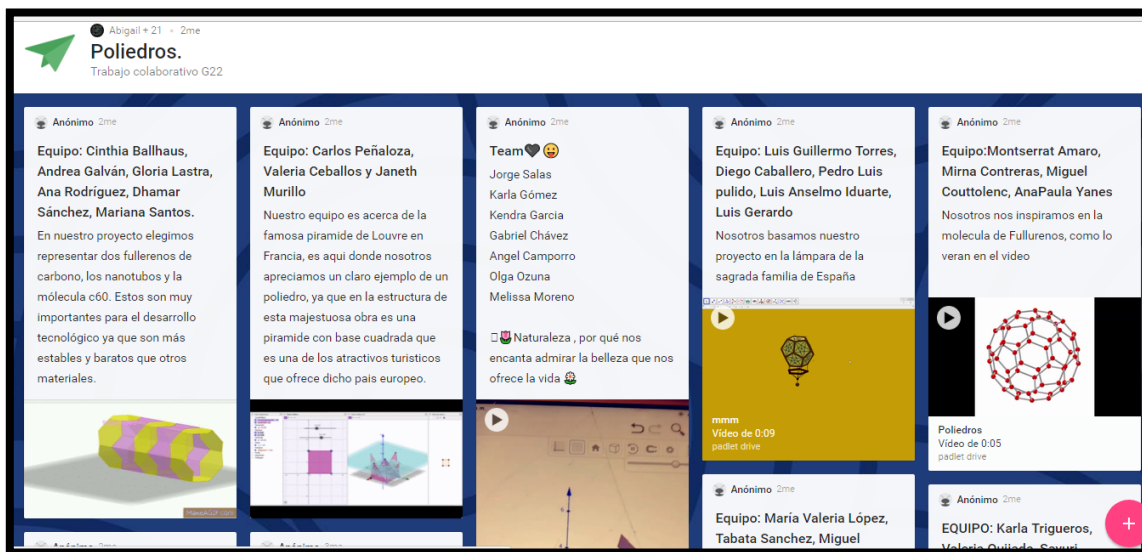 Abigail + 21 • 2me
Poliedros.
Trabajo colaborativo G22
Anónimo 2me
Equipo: Cinthia Ballhaus,
Andrea Galván, Gloria Lastra,
Ana Rodríguez, Dhamar
Sánchez, Mariana Santos.
En nuestro proyecto elegimos
representar dos fullerenos de
carbono, los nanotubos y la
mólecula c60. Estos son muy
importantes para el desarrollo
tecnológico ya que son más
estables y baratos que otros
materiales.
MakeAGIF.com
Anónimo 2me
Anónimo 2me
Equipo: Carlos Peñaloza,
Valeria Ceballos y Janeth
Murillo
Nuestro equipo es acerca de la
famosa piramide de Louvre en
Francia, es aqui donde nosotros
apreciamos un claro ejemplo de un
poliedro, ya que en la estructura de
esta majestuosa obra es una
piramide con base cuadrada que
es una de los atractivos turisticos
que ofrece dicho pais europeo.
Anónimo 2me
Anónimo 2me
Team🖤😛
Jorge Salas
Karla Gómez
Kendra Garcia
Gabriel Chávez
Angel Camporro
Olga Ozuna
Melissa Moreno
🌷Naturaleza , por qué nos
encanta admirar la belleza que nos
ofrece la vida 🌼
Anónimo 2me
Equipo: Luis Guillermo Torres,
Diego Caballero, Pedro Luis
pulido, Luis Anselmo Iduarte,
Luis Gerardo
Nosotros basamos nuestro
proyecto en la lámpara de la
sagrada familia de España
mmm
Vídeo de 0:09
padlet drive
Anónimo 2me
Equipo: María Valeria López,
Tabata Sanchez, Miguel
Anónimo 2me
Equipo:Montserrat Amaro,
Mirna Contreras, Miguel
Couttolenc, AnaPaula Yanes
Nosotros nos inspiramos en la
molecula de Fullurenos, como lo
veran en el video
Poliedros
Vídeo de 0:05
padlet drive
Anónimo 2me
EQUIPO: Karla Trigueros,
Valeria Quijada, Sayuri
+